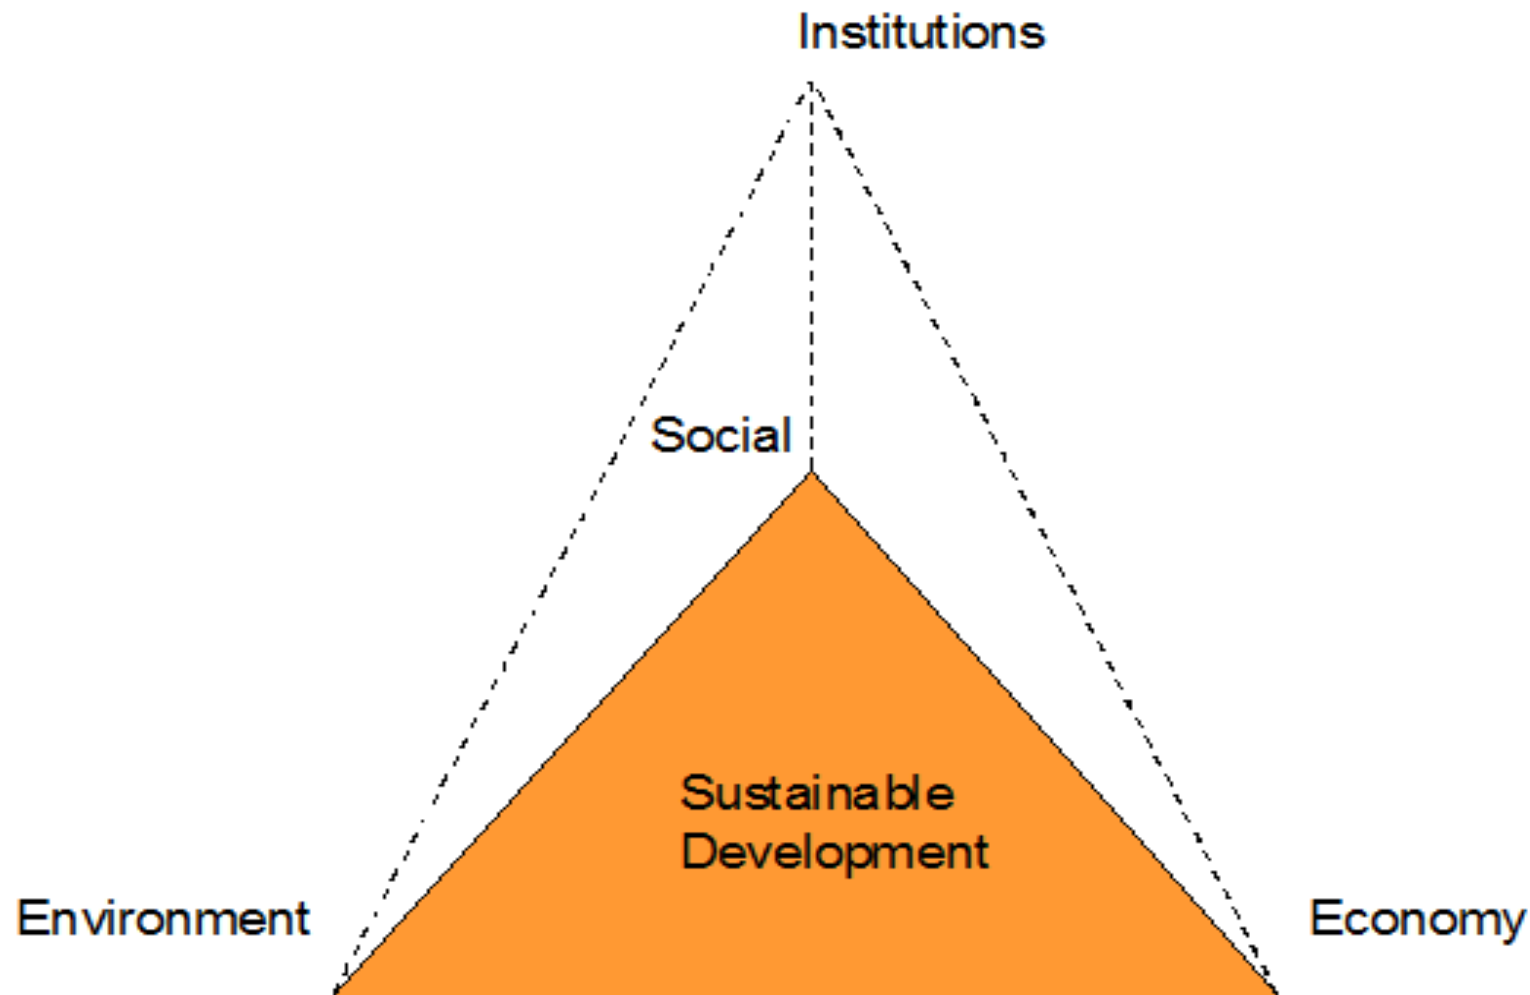 Institutions
Social
Sustainable
Development
Environment
Economy